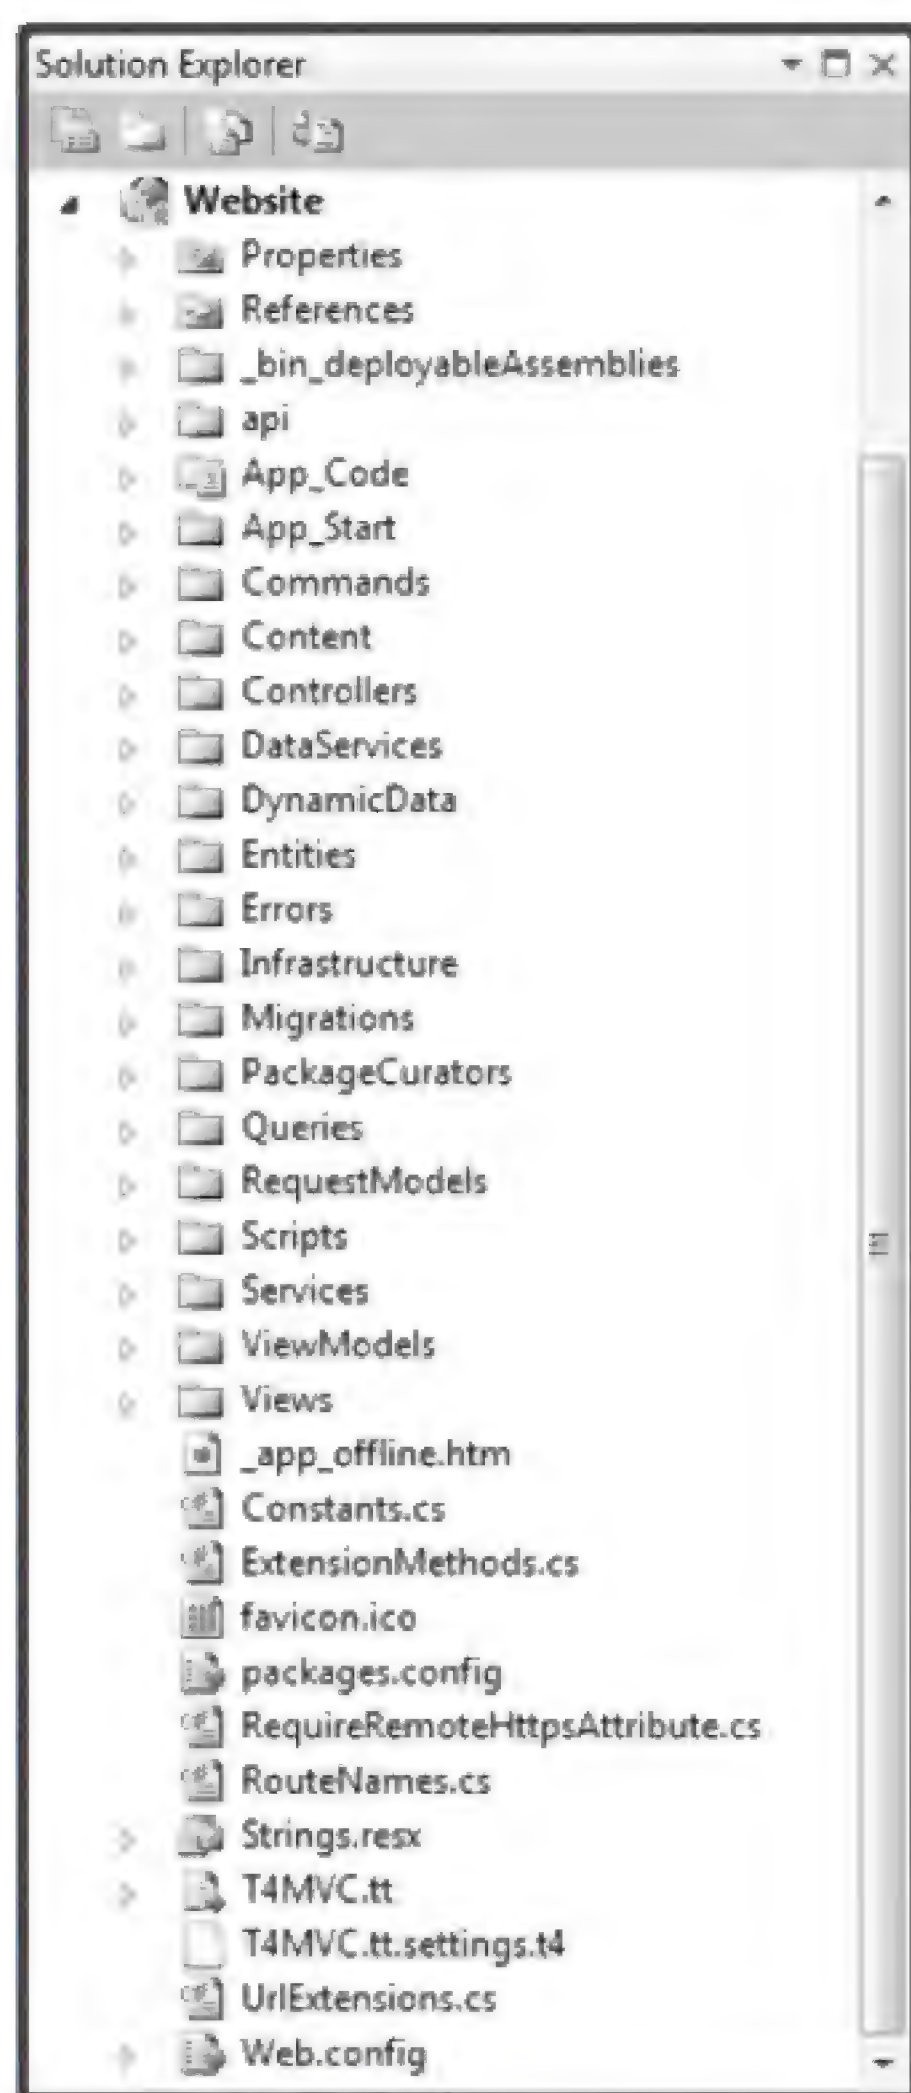 Solution Explorer
Website
Properties
References
_bin_deployableAssemblies
api
App_Code
App_Start
Commands
Content
Controllers
DataServices
DynamicData
Entities
Errors
Infrastructure
Migrations
PackageCurators
Queries
RequestModels
Scripts
Services
ViewModels
Views
_app_offline.htm
Constants.cs
ExtensionMethods.cs
favicon.ico
packages.config
RequireRemoteHttpsAttribute.cs
RouteNames.cs
Strings.resx
T4MVC.tt
T4MVC.tt.settings.t4
UrlExtensions.cs
Web.config